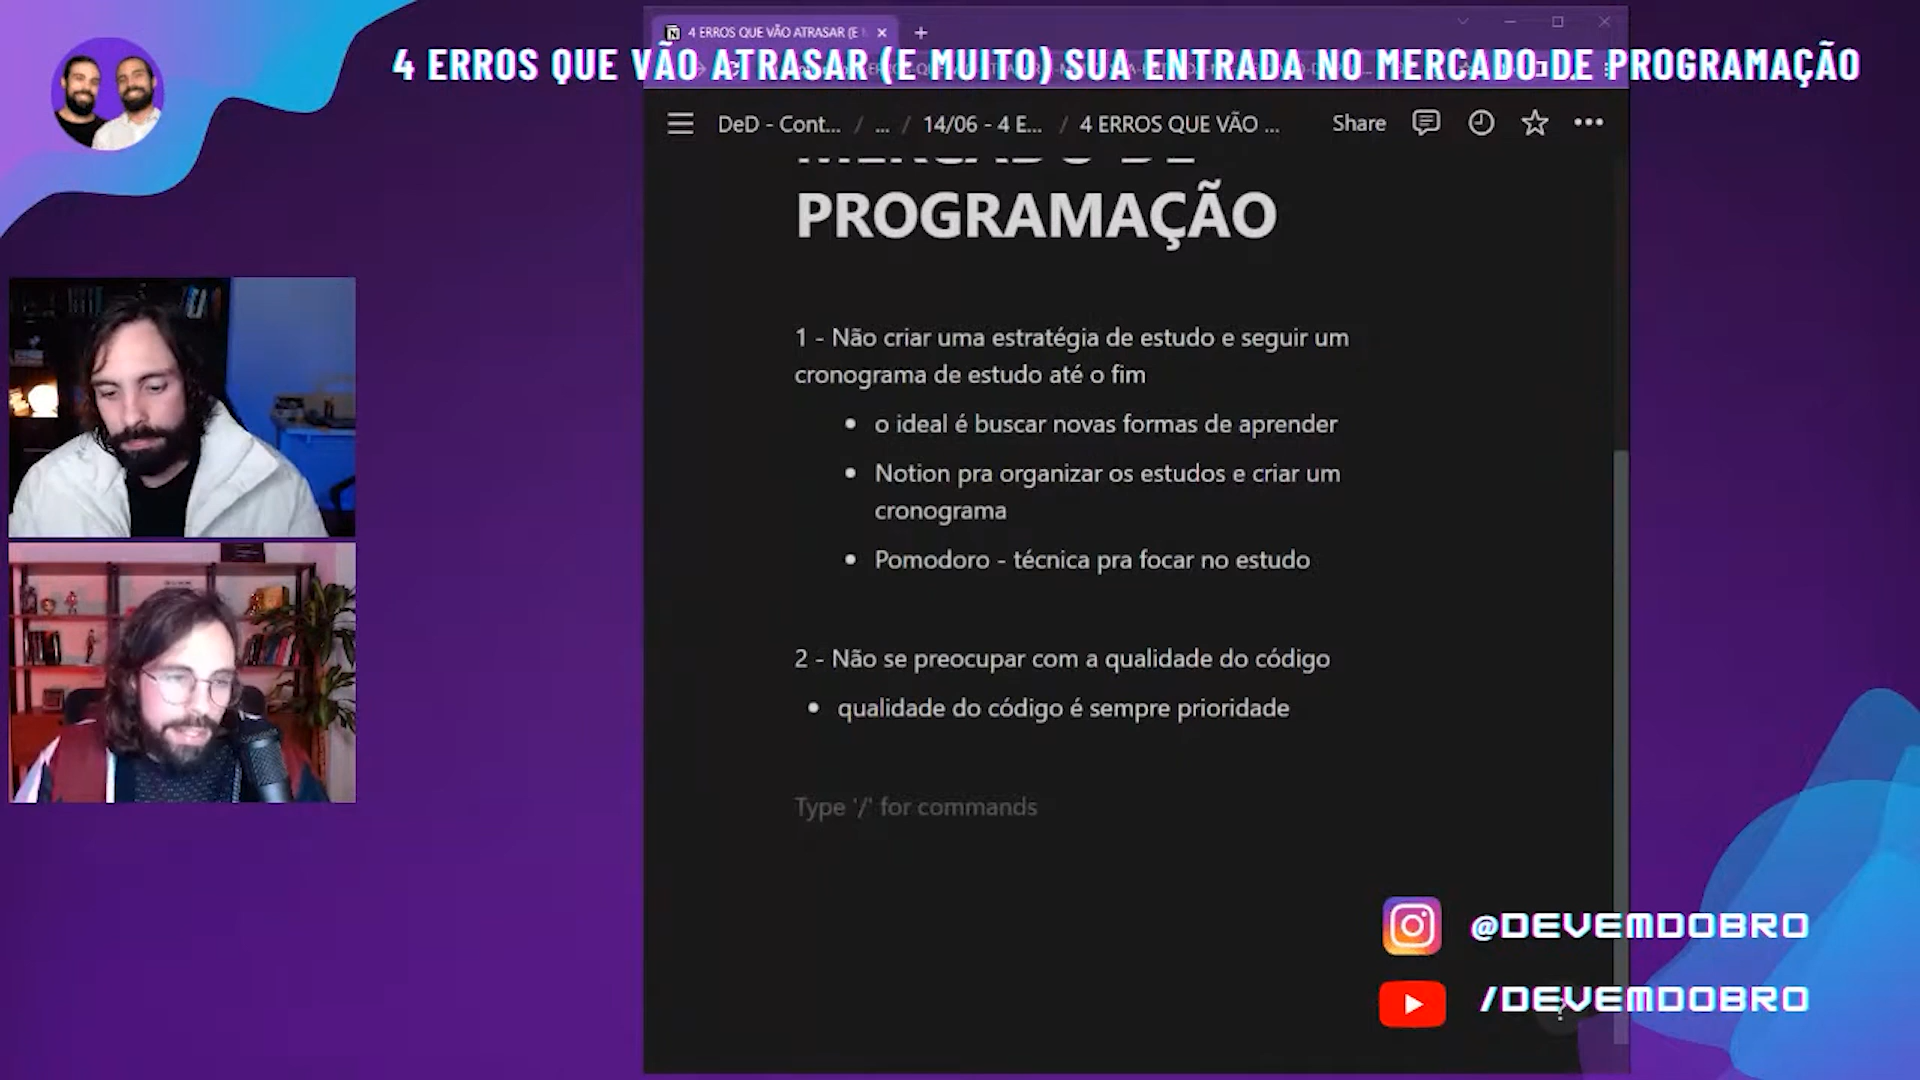 4 ERROS QUE VÃO ATRASAR (E
4 ERROS QUE VÃO ATRASAR (E MUITO) SUA ENTRADA NO MERCADO DE PROGRAMAÇÃO
DeD - Cont... / ... / 14/06 - 4 E... / 4 ERROS QUE VÃO ... Share
MERCADO DE
PROGRAMAÇÃO
1 - Não criar uma estratégia de estudo e seguir um
cronograma de estudo até o fim
• o ideal é buscar novas formas de aprender
• Notion pra organizar os estudos e criar um
cronograma
• Pomodoro - técnica pra focar no estudo
2 - Não se preocupar com a qualidade do código
• qualidade do código é sempre prioridade
Type '/' for commands
@DEVEMDOBRO
/DEVEMDOBRO
?